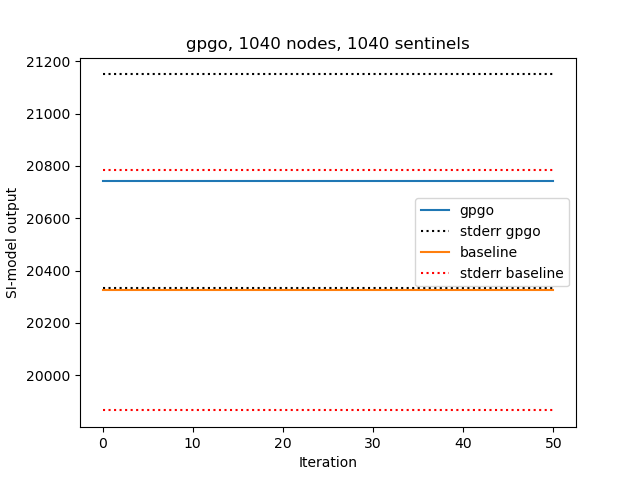 gpgo, 1040 nodes, 1040 sentinels
21200
21000
20800
20600
20400
20200
20000
SI-model output
gpgo
stderr gpgo
baseline
stderr baseline
0 10 20 30 40 50
Iteration